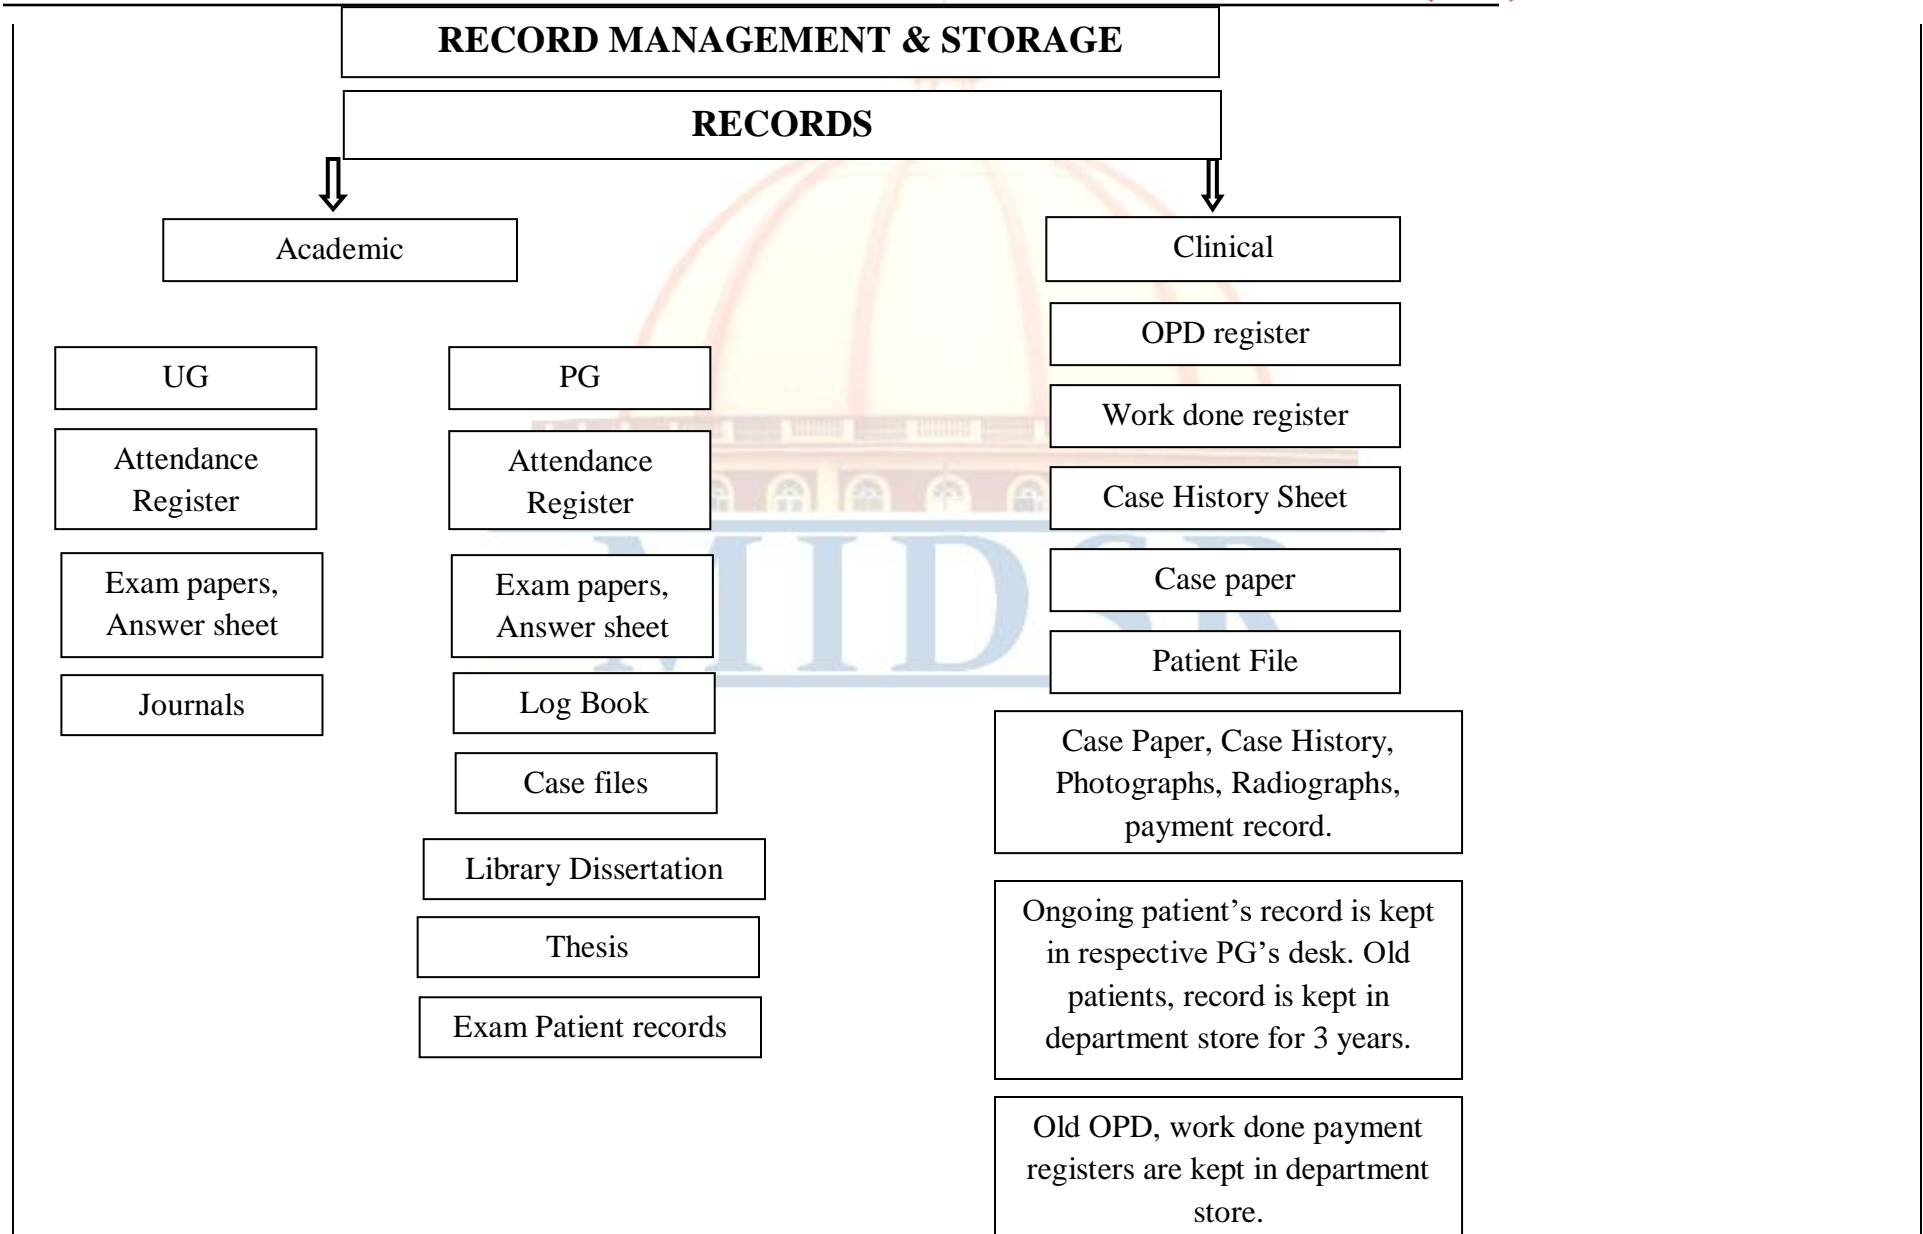 RECORD MANAGEMENT & STORAGE
RECORDS
Academic
Clinical
UG
Attendance
Register
Exam papers,
Answer sheet
Journals
PG
Attendance
Register
Exam papers,
Answer sheet
Log Book
Case files
Library Dissertation
Thesis
Exam Patient records
OPD register
Work done register
Case History Sheet
Case paper
Patient File
Case Paper, Case History,
Photographs, Radiographs,
payment record.
Ongoing patient’s record is kept
in respective PG’s desk. Old
patients, record is kept in
department store for 3 years.
Old OPD, work done payment
registers are kept in department
store.
MIDSR